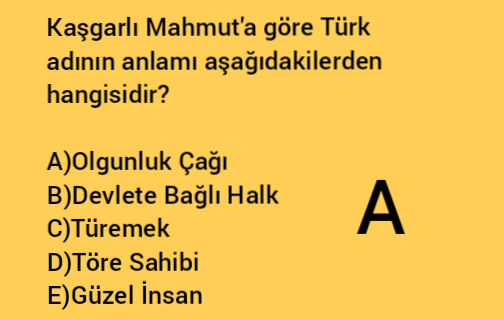 Kaşgarlı Mahmut'a göre Türk
adının anlamı aşağıdakilerden
hangisidir?
A)Olgunluk Çağı
B)Devlete Bağlı Halk
C)Türemek
D)Töre Sahibi
E)Güzel İnsan
A